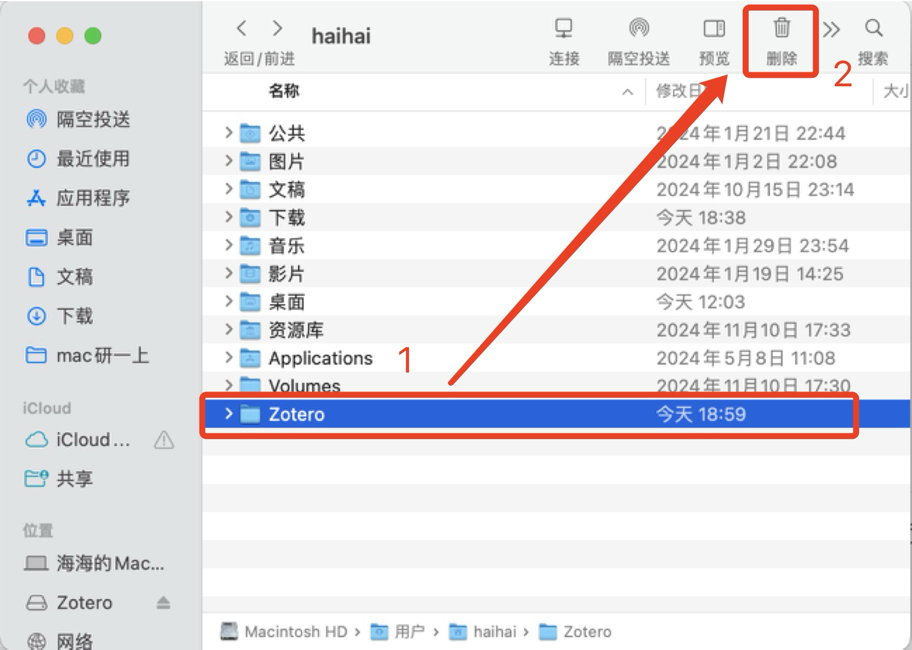 haihai
返回/前进
连接
隔空投送
预览
删除
2
搜索
个人收藏
隔空投送
最近使用
应用程序
桌面
文稿
下载
mac研一上
iCloud
iCloud...
共享
位置
海海的Mac...
Zotero
网络
名称 修改日 大小
公共 2024年1月21日 22:44
图片 2024年1月2日 22:08
文稿 2024年10月15日 23:14
下载 今天 18:38
音乐 2024年1月29日 23:54
影片 2024年1月19日 14:25
桌面 今天 12:03
资源库 2024年11月10日 17:33
Applications 2024年5月8日 11:08
1
Volumes 2024年11月10日 17:30
Zotero 今天 18:59
Macintosh HD › 用户 › haihai › Zotero